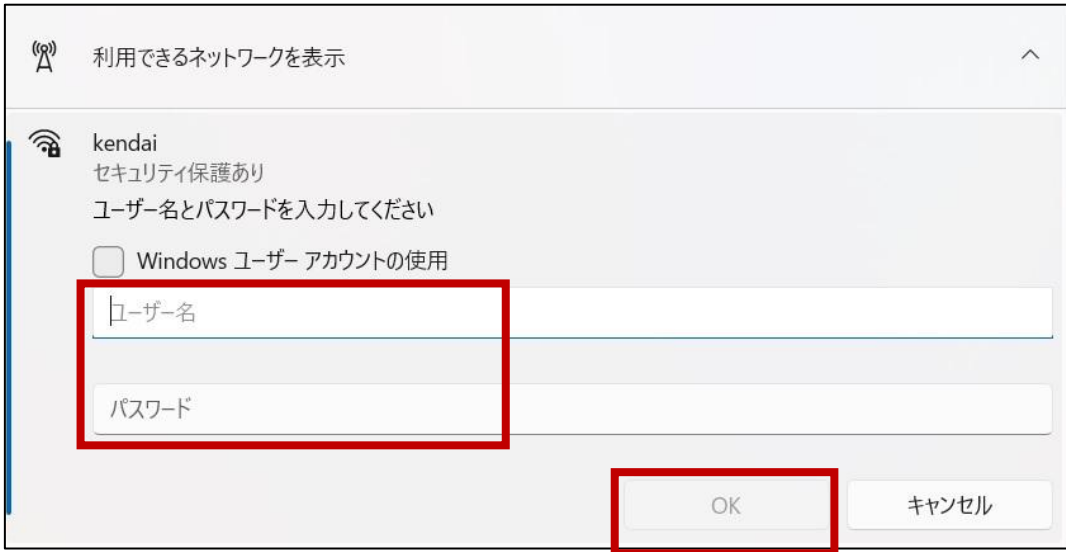 利用できるネットワークを表示
kendai
セキュリティ保護あり
ユーザー名とパスワードを入力してください
Windows ユーザー アカウントの使用
ユーザー名
パスワード
OK
キャンセル